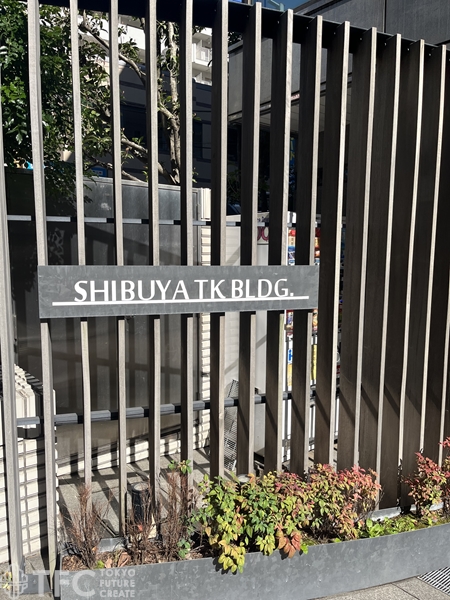 SHIBUYA TK BLDG.
TFC TOKYO
FUTURE
CREATE